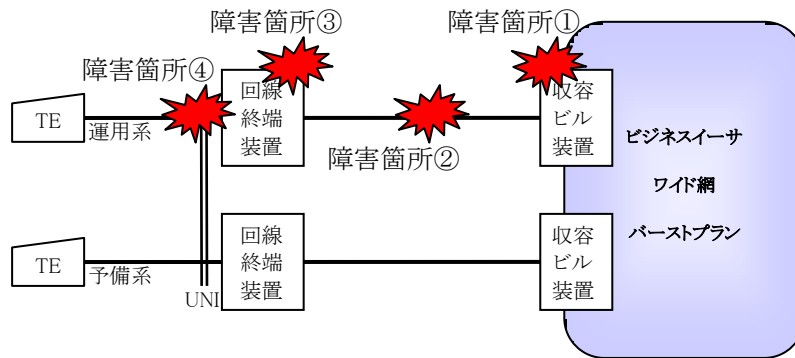 障害箇所③
障害箇所①
障害箇所④
回線
終端
装置
収容
ビル
装置
TE
運用系
障害箇所②
ビジネスイーサ
ワイド網
バーストプラン
回線
終端
装置
収容
ビル
装置
TE
予備系
UNI